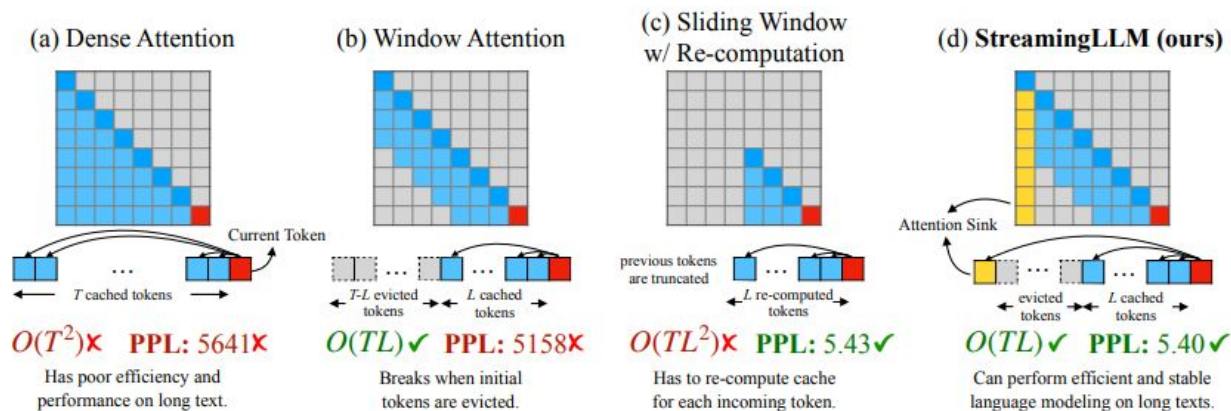 (a) Dense Attention
(b) Window Attention
(c) Sliding Window
w/ Re-computation
(d) StreamingLLM (ours)
Current Token
...
T cached tokens
...
...
T-L evicted
tokens
L cached
tokens
previous tokens
are truncated
...
L re-computed
tokens
Attention Sink
...
...
evicted
tokens
L cached
tokens
O(T²)✗ PPL: 5641✗
O(TL)✓ PPL: 5158✗
O(TL²)✗ PPL: 5.43✓
O(TL)✓ PPL: 5.40✓
Has poor efficiency and
performance on long text.
Breaks when initial
tokens are evicted.
Has to re-compute cache
for each incoming token.
Can perform efficient and stable
language modeling on long texts.